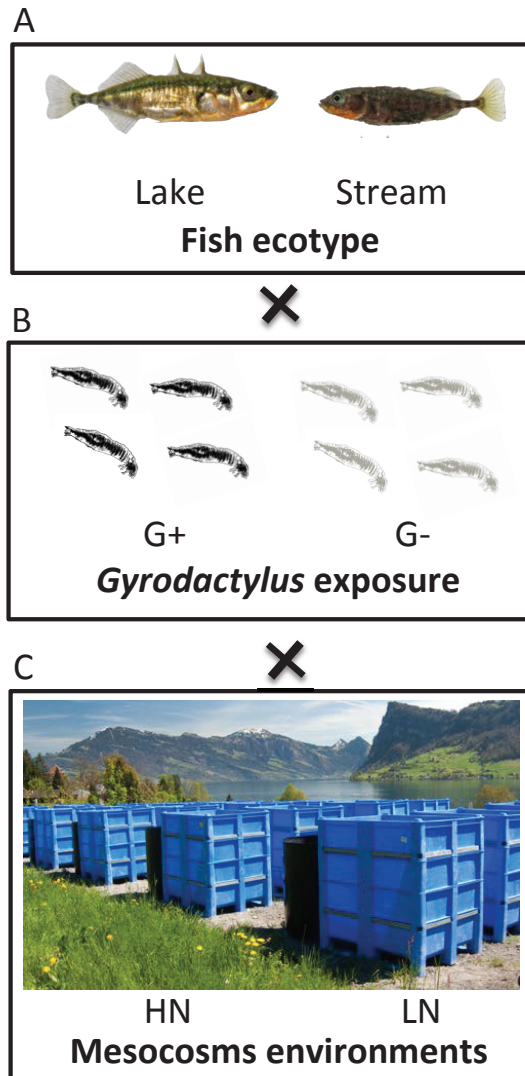 A
Lake Stream
Fish ecotype
×
B
G+ G-
Gyrodactylus exposure
×
C
HN LN
Mesocosms environments